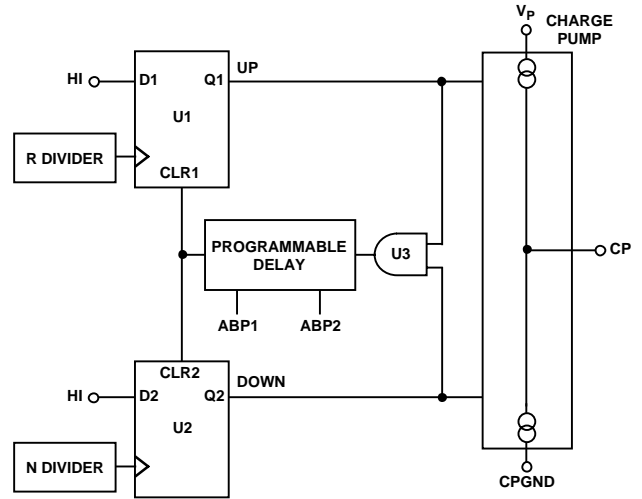 VP
CHARGE
PUMP
HI
D1
Q1
UP
U1
R DIVIDER
CLR1
PROGRAMMABLE
DELAY
U3
CP
ABP1
ABP2
CLR2
DOWN
HI
D2
Q2
U2
N DIVIDER
CPGND